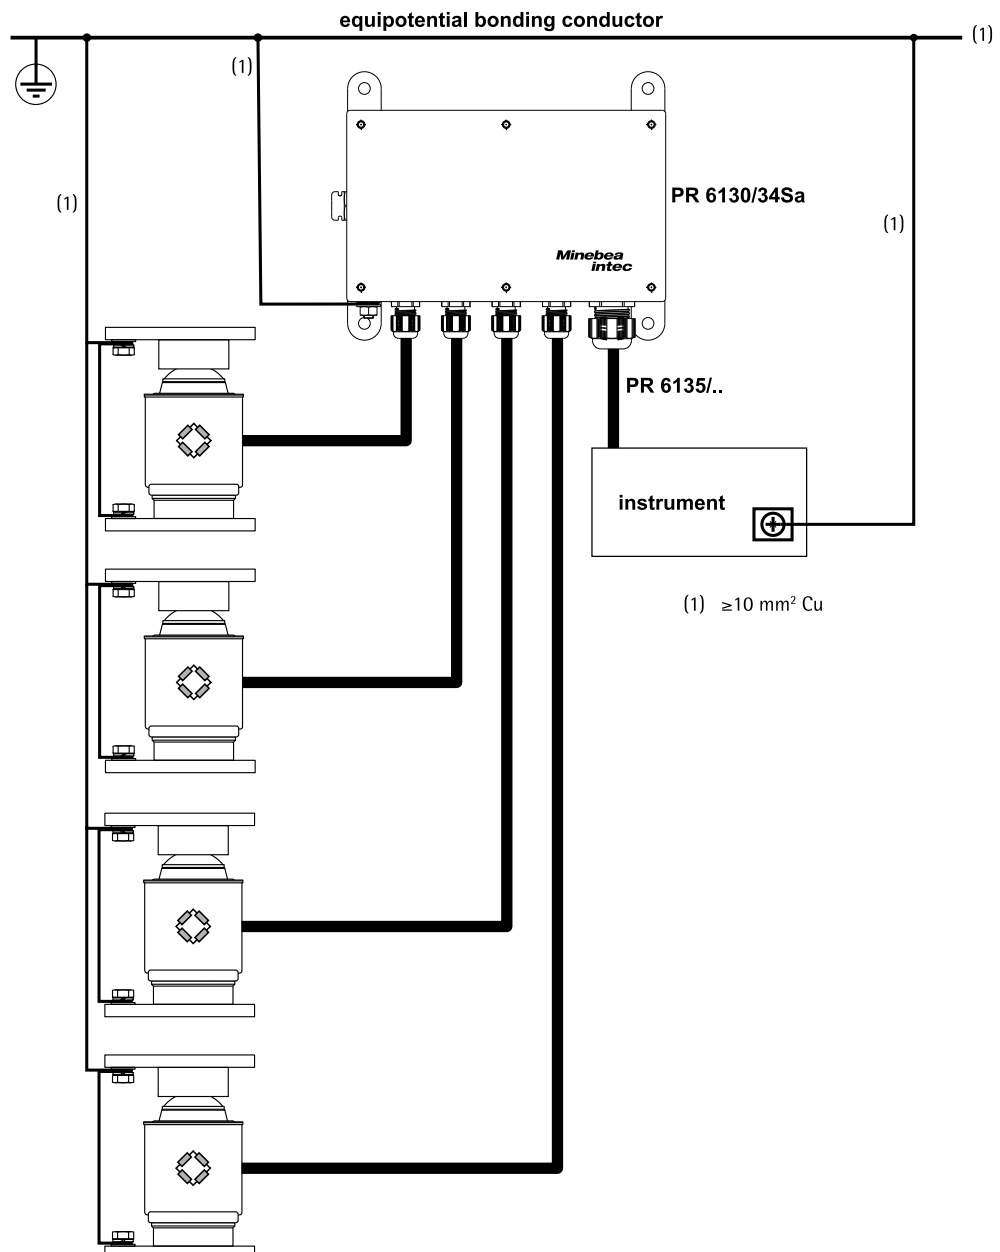 equipotential bonding conductor
(1)
(1)
(1)
PR 6130/34Sa
(1)
Minebea
intec
PR 6135/..
instrument
(1) ≥10 mm² Cu